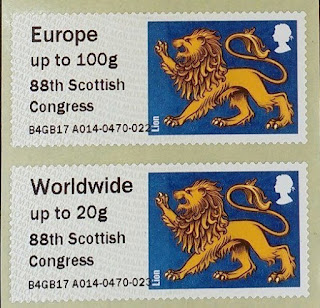 Europe
up to 100g
88th Scottish
Congress
B4GB17 A014-0470-022
Lion
Worldwide
up to 20g
88th Scottish
Congress
B4GB17 A014-0470-023
Lion